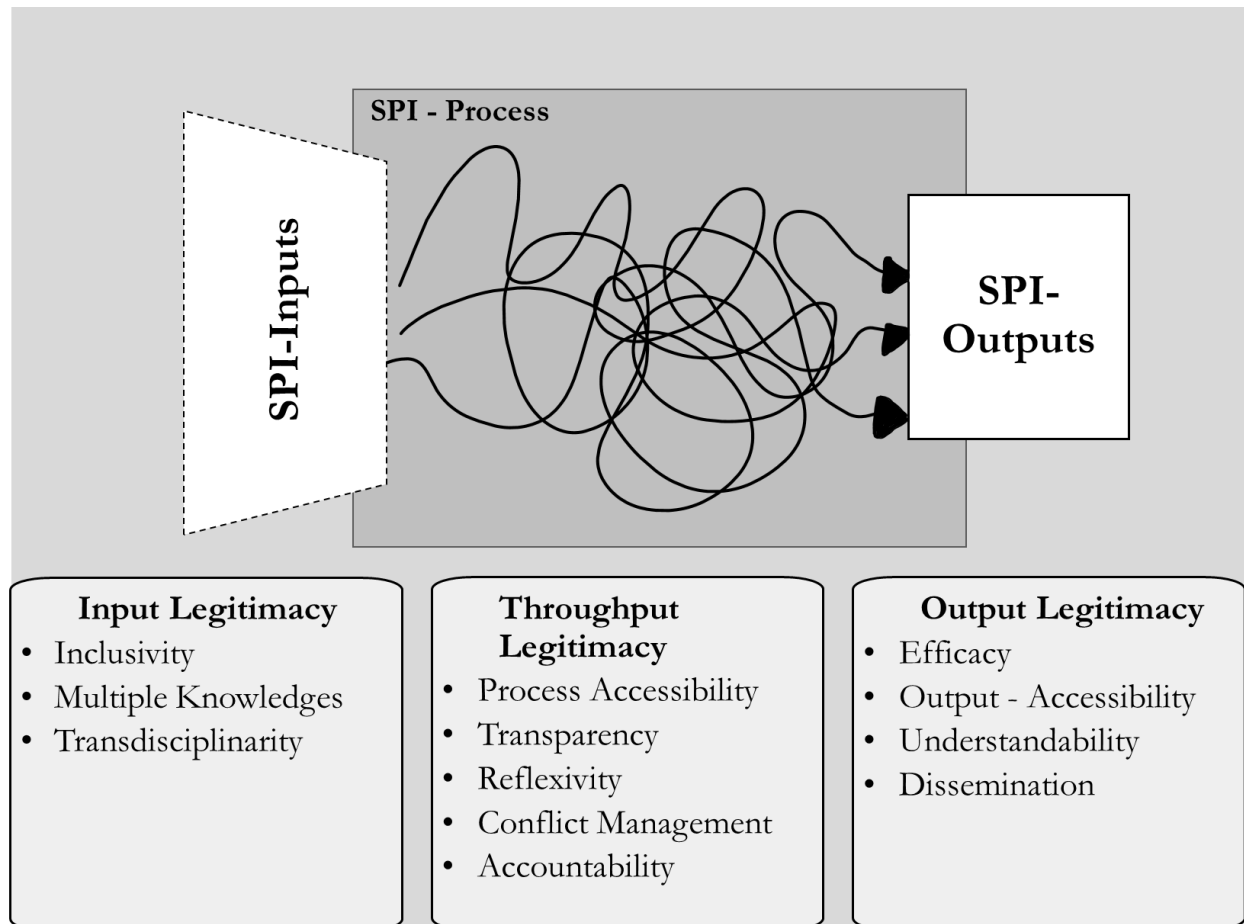 SPI - Process
SPI-Inputs
SPI-
Outputs
Input Legitimacy
• Inclusivity
• Multiple Knowledges
• Transdisciplinarity
Throughput
Legitimacy
• Process Accessibility
• Transparency
• Reflexivity
• Conflict Management
• Accountability
Output Legitimacy
• Efficacy
• Output - Accessibility
• Understandability
• Dissemination